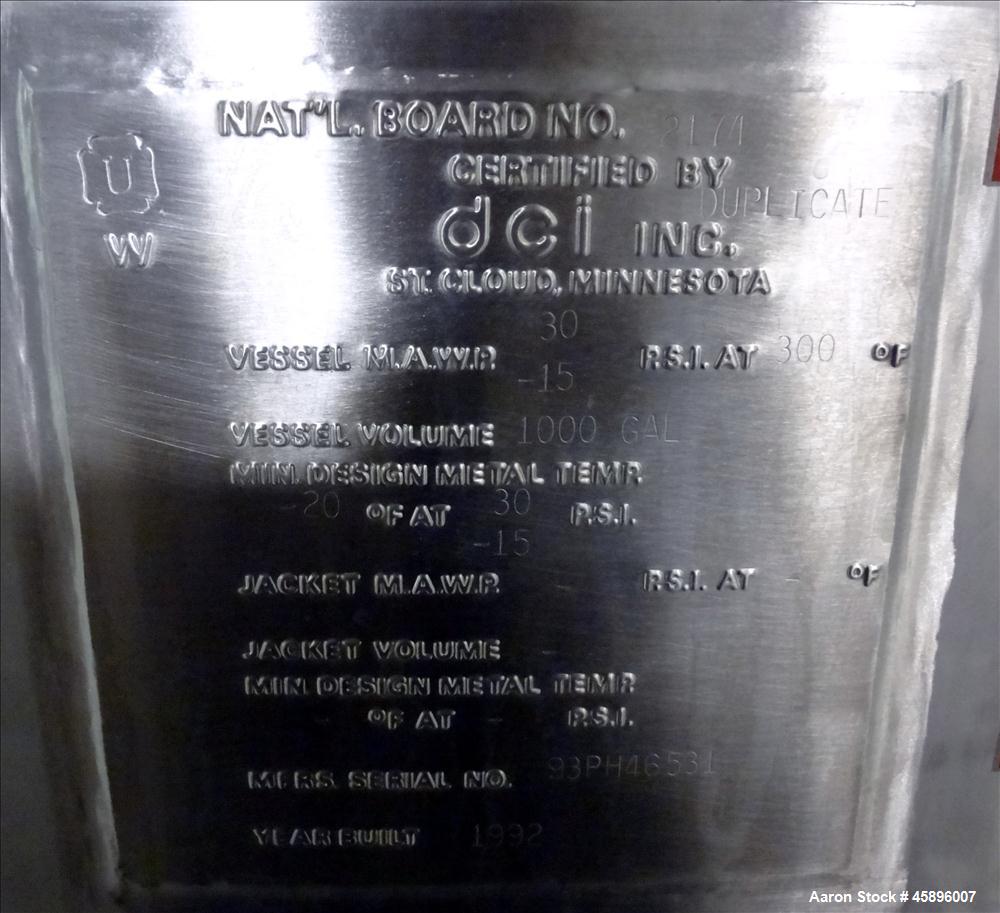 NAT'L. BOARD NO. 2174
CERTIFIED BY
DUPLICATE
U
W
dci INC.
ST. CLOUD, MINNESOTA
30
VESSEL M.A.W.P. P.S.I. AT 300 °F
-15
VESSEL VOLUME 1000 GAL
MIN. DESIGN METAL TEMP.
-20 °F AT 30 P.S.I.
-15
JACKET M.A.W.P. - P.S.I. AT - °F
JACKET VOLUME -
MIN. DESIGN METAL TEMP.
- °F AT - P.S.I.
MFRS. SERIAL NO. 93PH46531
YEAR BUILT 1992
Aaron Stock # 45896007